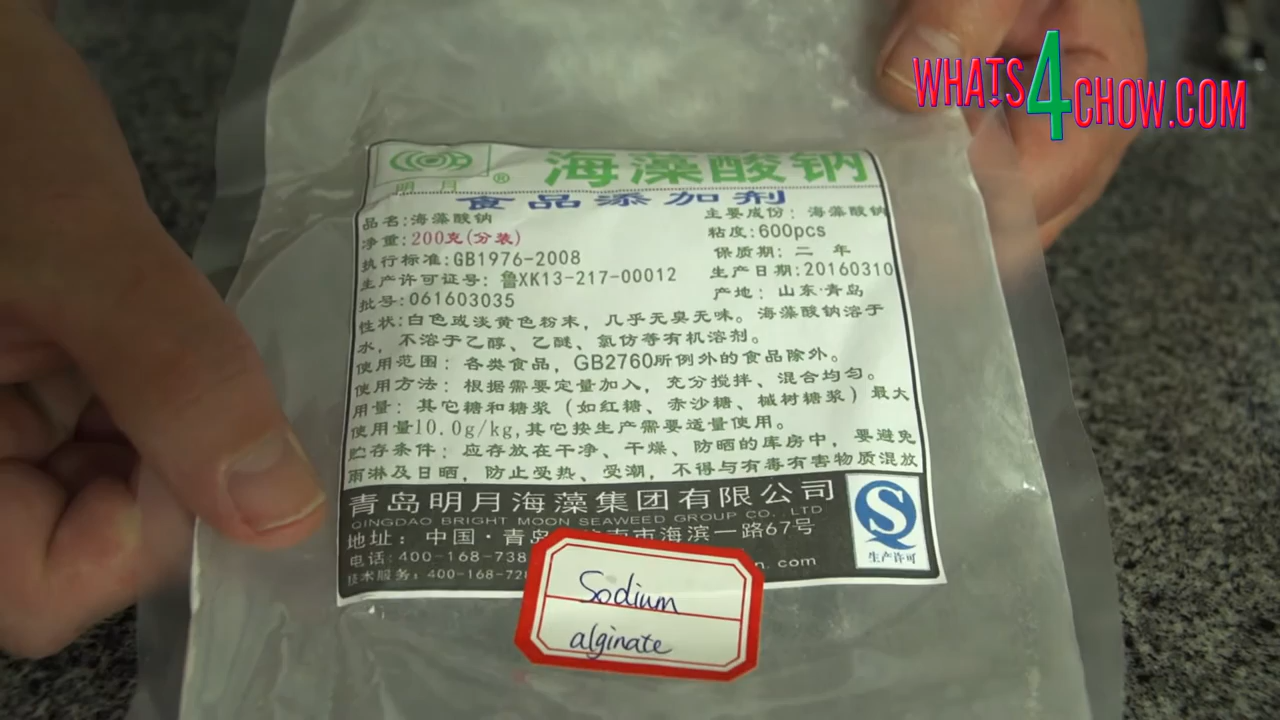 WHATS4CHOW.COM
明月 ® 海藻酸钠
食品添加剂
品名:海藻酸钠 主要成份：海藻酸钠
净重:200克(分装) 粘度:600pcs
执行标准:GB1976-2008 保质期:二 年
生产许可证号：鲁XK13-217-00012 生产日期:20160310
批号:061603035 产地：山东·青岛
性状:白色或淡黄色粉末，几乎无臭无味。海藻酸钠溶于
水，不溶于乙醇、乙醚、氯仿等有机溶剂。
使用范围：各类食品，GB2760所例外的食品除外。
使用方法：根据需要定量加入，充分搅拌、混合均匀。
用量：其它糖和糖浆（如红糖、赤沙糖、槭树糖浆）最大
使用量10.0g/kg,其它按生产需要适量使用。
贮存条件：应存放在干净、干燥、防晒的库房中，要避免
雨淋及日晒，防止受热、受潮，不得与有毒有害物质混放
青岛明月海藻集团有限公司
QINGDAO BRIGHT MOON SEAWEED GROUP CO., LTD
地址：中国·青岛 南市海滨一路67号
电话:400-168-738
技术服务：400-168-728 n.com
生产许可
Sodium
alginate